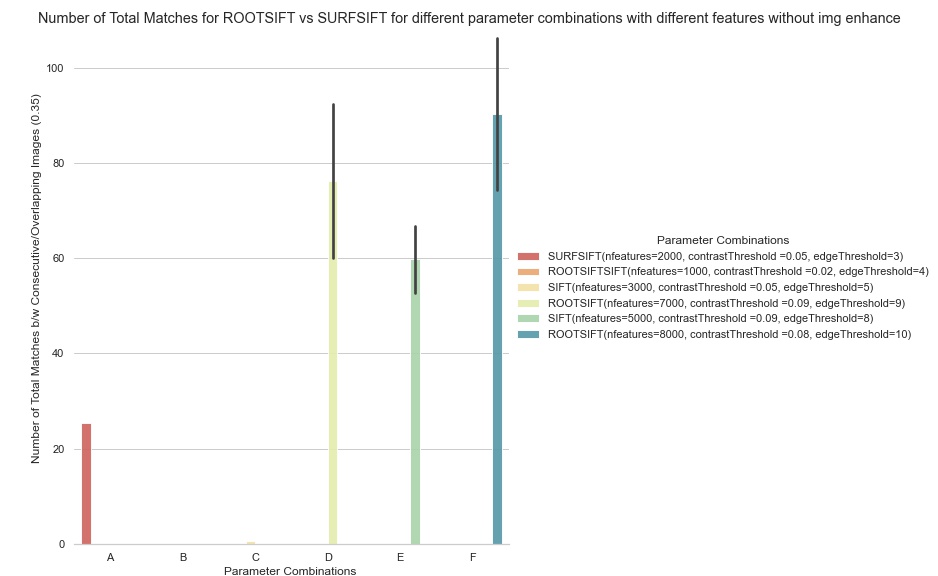 Number of Total Matches for ROOTSIFT vs SURFSIFT for different parameter combinations with different features without img enhance
Number of Total Matches b/w Consecutive/Overlapping Images (0.35)
100
80
60
40
20
0
A
B
C
D
E
F
Parameter Combinations
Parameter Combinations
SURFSIFT(nfeatures=2000, contrastThreshold =0.05, edgeThreshold=3)
ROOTSIFTSIFT(nfeatures=1000, contrastThreshold =0.02, edgeThreshold=4)
SIFT(nfeatures=3000, contrastThreshold =0.05, edgeThreshold=5)
ROOTSIFT(nfeatures=7000, contrastThreshold =0.09, edgeThreshold=9)
SIFT(nfeatures=5000, contrastThreshold =0.09, edgeThreshold=8)
ROOTSIFT(nfeatures=8000, contrastThreshold =0.08, edgeThreshold=10)